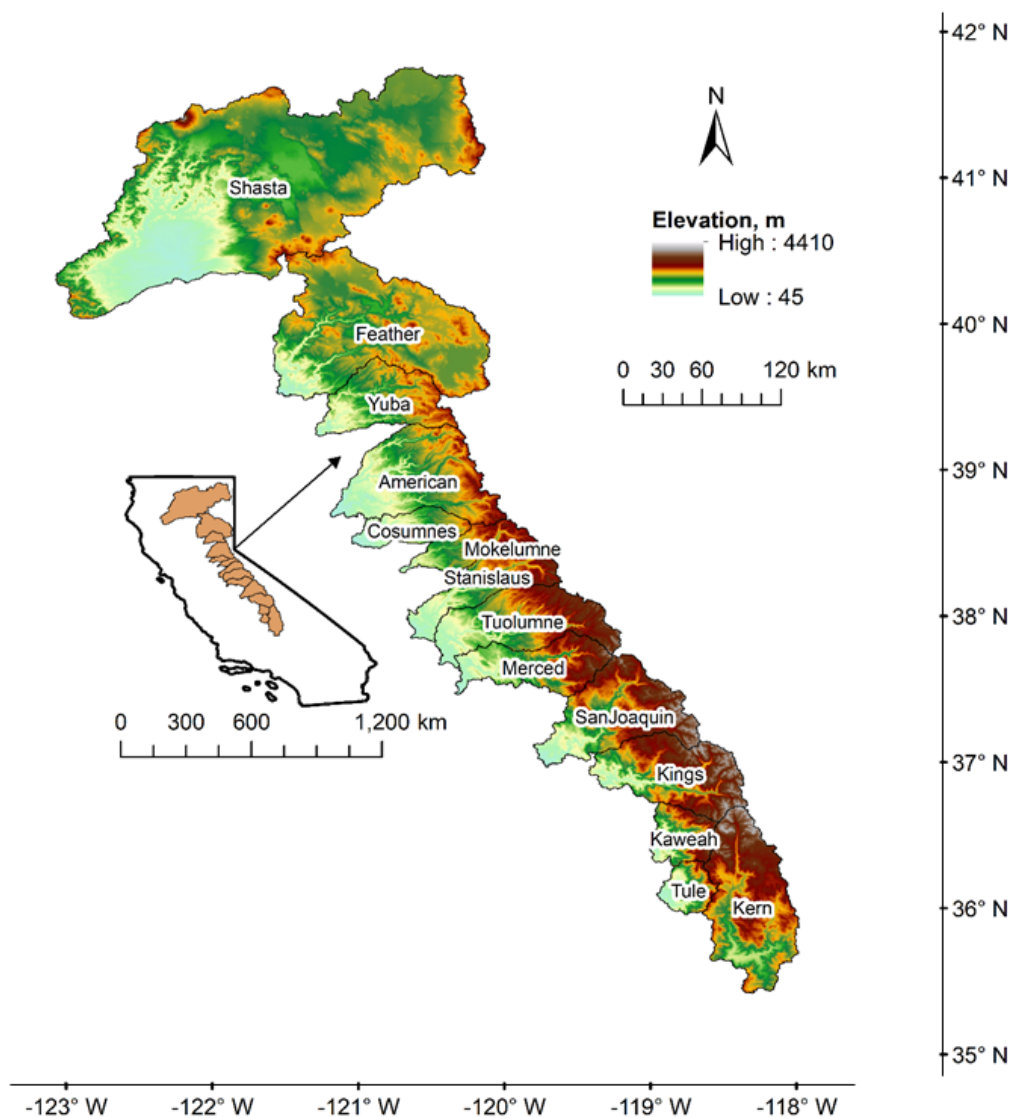 42° N
N
41° N
Shasta
Elevation, m
High : 4410
Low : 45
40° N
Feather
0 30 60 120 km
Yuba
39° N
American
Cosumnes
Mokelumne
Stanislaus
38° N
Tuolumne
Merced
SanJoaquin
0 300 600 1,200 km
37° N
Kings
Kaweah
Tule
36° N
Kern
35° N
-123° W -122° W -121° W -120° W -119° W -118° W